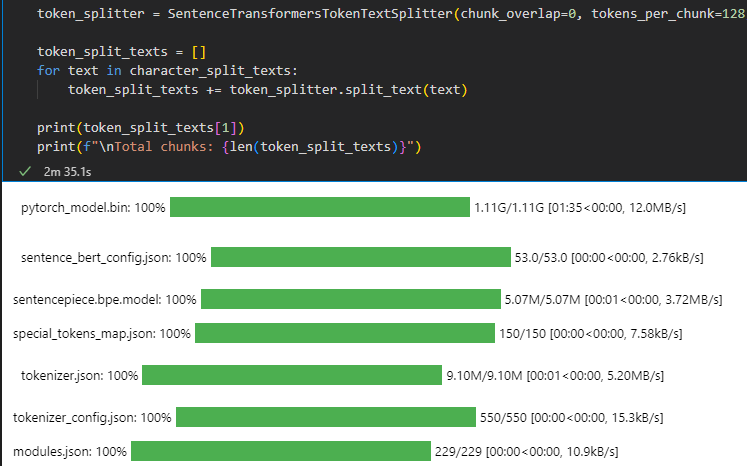 token_splitter = SentenceTransformersTokenTextSplitter(chunk_overlap=0, tokens_per_chunk=128
token_split_texts = []
for text in character_split_texts:
    token_split_texts += token_splitter.split_text(text)
print(token_split_texts[1])
print(f"\nTotal chunks: {len(token_split_texts)}")
2m 35.1s
pytorch_model.bin: 100% 1.11G/1.11G [01:35<00:00, 12.0MB/s]
sentence_bert_config.json: 100% 53.0/53.0 [00:00<00:00, 2.76kB/s]
sentencepiece.bpe.model: 100% 5.07M/5.07M [00:01<00:00, 3.72MB/s]
special_tokens_map.json: 100% 150/150 [00:00<00:00, 7.58kB/s]
tokenizer.json: 100% 9.10M/9.10M [00:01<00:00, 5.20MB/s]
tokenizer_config.json: 100% 550/550 [00:00<00:00, 15.3kB/s]
modules.json: 100% 229/229 [00:00<00:00, 10.9kB/s]